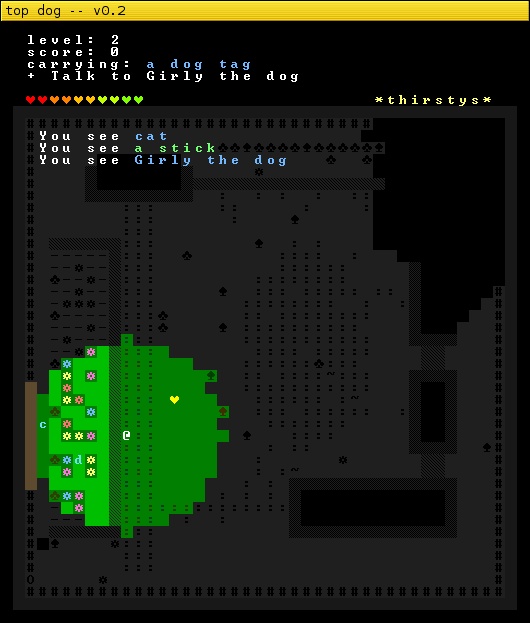 top dog -- v0.2
level: 2
score: 0
carrying: a dog tag
+ Talk to Girly the dog
*thirstys*
You see cat
You see a stick
You see Girly the dog
c
@
d